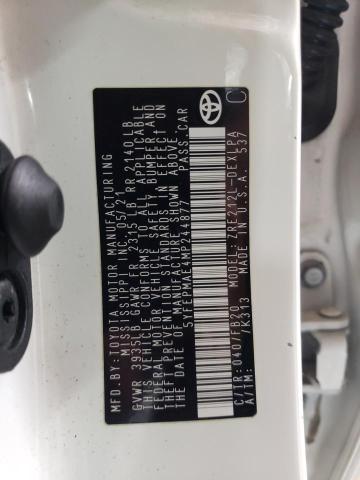 MFD. BY: TOYOTA MOTOR MANUFACTURING
MISSISSIPPI, INC. 05/21
GVWR 3935LB GAWR FR 2315 LB RR 2140 LB
THIS VEHICLE CONFORMS TO ALL APPLICABLE
FEDERAL MOTOR VEHICLE SAFETY, BUMPER AND
THEFT PREVENTION STANDARDS IN EFFECT ON
THE DATE OF MANUFACTURE SHOWN ABOVE.
5YFEPMAE4MP244877 PASS.CAR
C/TR: 040/FB20 MODEL: ZRE212L-DEXLPA
A/TM: /K313 MADE IN U.S.A. 537
C